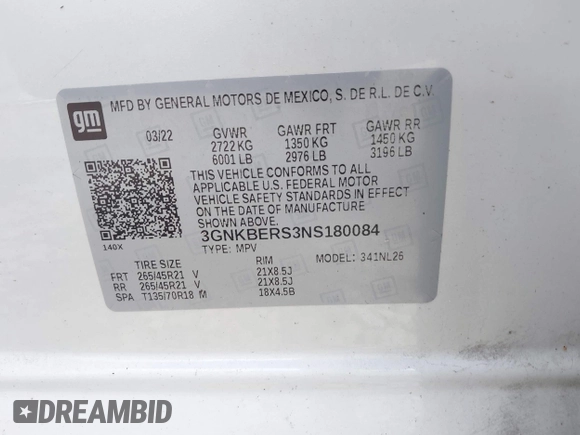 gm
MFD BY GENERAL MOTORS DE MEXICO, S. DE R.L. DE C.V.
03/22 GVWR GAWR FRT GAWR RR
2722 KG 1350 KG 1450 KG
6001 LB 2976 LB 3196 LB
THIS VEHICLE CONFORMS TO ALL
APPLICABLE U.S. FEDERAL MOTOR
VEHICLE SAFETY STANDARDS IN EFFECT
ON THE DATE OF MANUFACTURE
SHOWN ABOVE.
3GNKBERS3NS180084
140X TYPE: MPV
TIRE SIZE RIM MODEL: 341NL26
FRT 265/45R21 V 21X8.5J
RR 265/45R21 V 21X8.5J
SPA T135/70R18 M 18X4.5B
DREAMBID